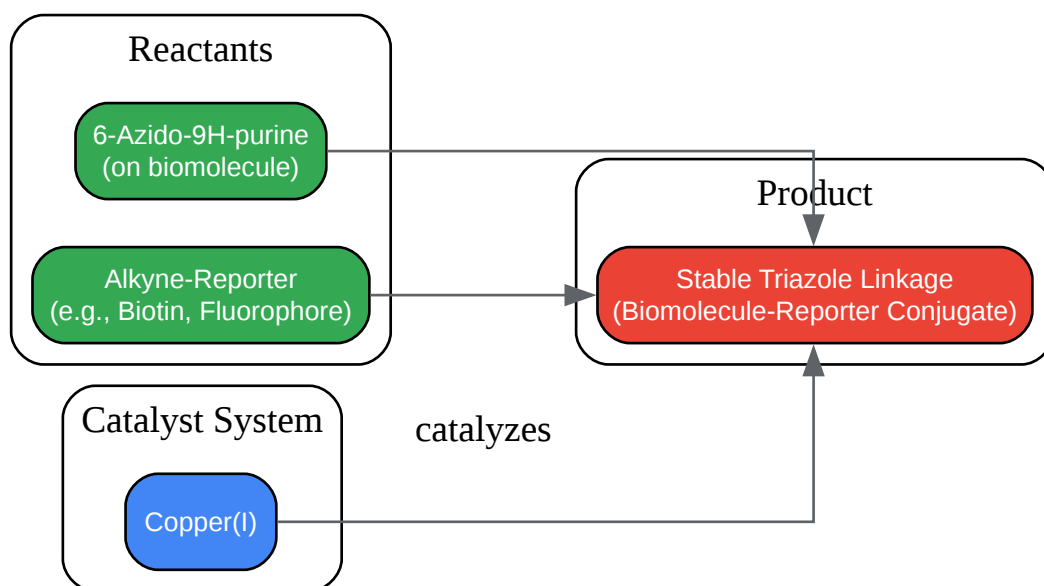 Reactants
6-Azido-9H-purine
(on biomolecule)
Alkyne-Reporter
(e.g., Biotin, Fluorophore)
Product
Stable Triazole Linkage
(Biomolecule-Reporter Conjugate)
Catalyst System
Copper(I)
catalyzes